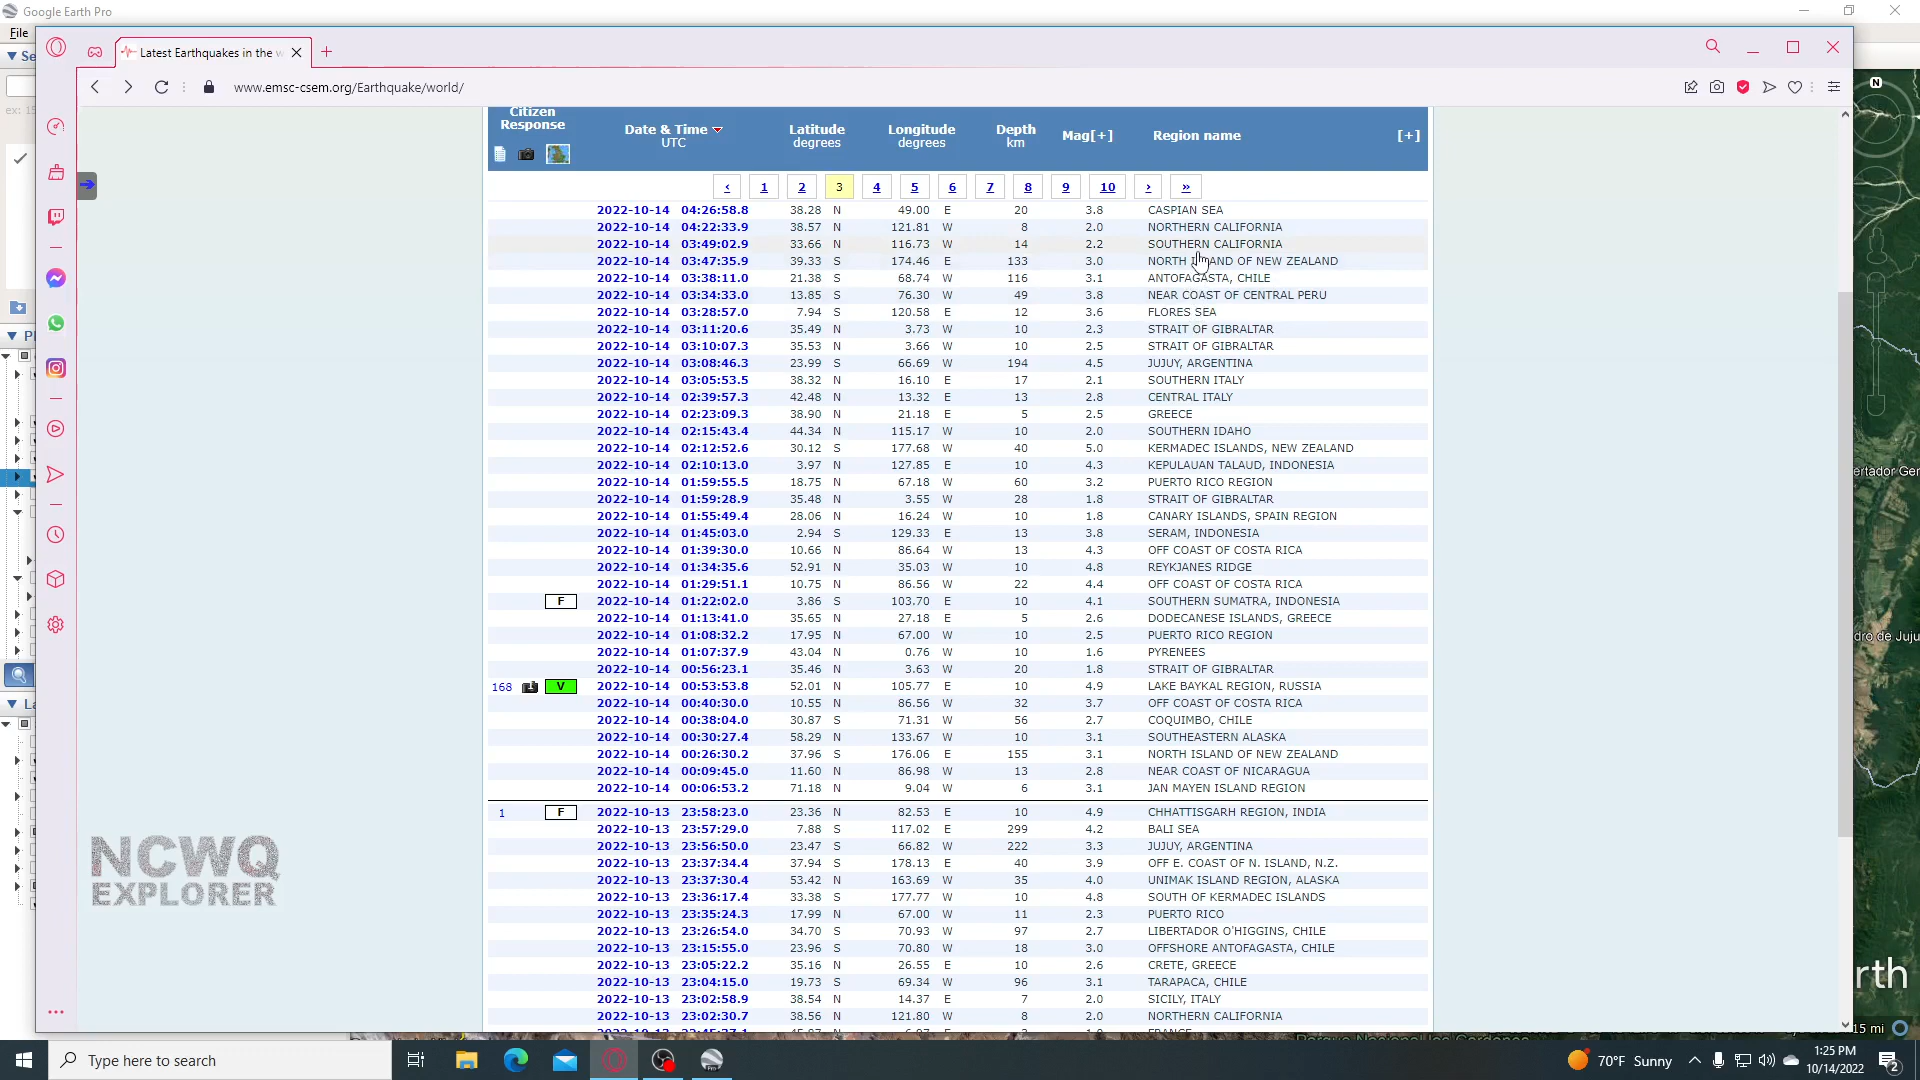 Google Earth Pro
File
Latest Earthquakes in the w
www.emsc-csem.org/Earthquake/world/
Citizen Response
Date & Time UTC
Latitude degrees
Longitude degrees
Depth km
Mag[+]
Region name
[+]
‹ 1 2 3 4 5 6 7 8 9 10 › »
2022-10-14 04:26:58.8 38.28 N 49.00 E 20 3.8 CASPIAN SEA
2022-10-14 04:22:33.9 38.57 N 121.81 W 8 2.0 NORTHERN CALIFORNIA
2022-10-14 03:49:02.9 33.66 N 116.73 W 14 2.2 SOUTHERN CALIFORNIA
2022-10-14 03:47:35.9 39.33 S 174.46 E 133 3.0 NORTH ISLAND OF NEW ZEALAND
2022-10-14 03:38:11.0 21.38 S 68.74 W 116 3.1 ANTOFAGASTA, CHILE
2022-10-14 03:34:33.0 13.85 S 76.30 W 49 3.8 NEAR COAST OF CENTRAL PERU
2022-10-14 03:28:57.0 7.94 S 120.58 E 12 3.6 FLORES SEA
2022-10-14 03:11:20.6 35.49 N 3.73 W 10 2.3 STRAIT OF GIBRALTAR
2022-10-14 03:10:07.3 35.53 N 3.66 W 10 2.5 STRAIT OF GIBRALTAR
2022-10-14 03:08:46.3 23.99 S 66.69 W 194 4.5 JUJUY, ARGENTINA
2022-10-14 03:05:53.5 38.32 N 16.10 E 17 2.1 SOUTHERN ITALY
2022-10-14 02:39:57.3 42.48 N 13.32 E 13 2.8 CENTRAL ITALY
2022-10-14 02:23:09.3 38.90 N 21.18 E 5 2.5 GREECE
2022-10-14 02:15:43.4 44.34 N 115.17 W 10 2.0 SOUTHERN IDAHO
2022-10-14 02:12:52.6 30.12 S 177.68 W 40 5.0 KERMADEC ISLANDS, NEW ZEALAND
2022-10-14 02:10:13.0 3.97 N 127.85 E 10 4.3 KEPULAUAN TALAUD, INDONESIA
2022-10-14 01:59:55.5 18.75 N 67.18 W 60 3.2 PUERTO RICO REGION
2022-10-14 01:59:28.9 35.48 N 3.55 W 28 1.8 STRAIT OF GIBRALTAR
2022-10-14 01:55:49.4 28.06 N 16.24 W 10 1.8 CANARY ISLANDS, SPAIN REGION
2022-10-14 01:45:03.0 2.94 S 129.33 E 13 3.8 SERAM, INDONESIA
2022-10-14 01:39:30.0 10.66 N 86.64 W 13 4.3 OFF COAST OF COSTA RICA
2022-10-14 01:34:35.6 52.91 N 35.03 W 10 4.8 REYKJANES RIDGE
2022-10-14 01:29:51.1 10.75 N 86.56 W 22 4.4 OFF COAST OF COSTA RICA
F 2022-10-14 01:22:02.0 3.86 S 103.70 E 10 4.1 SOUTHERN SUMATRA, INDONESIA
2022-10-14 01:13:41.0 35.65 N 27.18 E 5 2.6 DODECANESE ISLANDS, GREECE
2022-10-14 01:08:32.2 17.95 N 67.00 W 10 2.5 PUERTO RICO REGION
2022-10-14 01:07:37.9 43.04 N 0.76 W 10 1.6 PYRENEES
2022-10-14 00:56:23.1 35.46 N 3.63 W 20 1.8 STRAIT OF GIBRALTAR
168 1 V 2022-10-14 00:53:53.8 52.01 N 105.77 E 10 4.9 LAKE BAYKAL REGION, RUSSIA
2022-10-14 00:40:30.0 10.55 N 86.56 W 32 3.7 OFF COAST OF COSTA RICA
2022-10-14 00:38:04.0 30.87 S 71.31 W 56 2.7 COQUIMBO, CHILE
2022-10-14 00:30:27.4 58.29 N 133.67 W 10 3.1 SOUTHEASTERN ALASKA
2022-10-14 00:26:30.2 37.96 S 176.06 E 155 3.1 NORTH ISLAND OF NEW ZEALAND
2022-10-14 00:09:45.0 11.60 N 86.98 W 13 2.8 NEAR COAST OF NICARAGUA
2022-10-14 00:06:53.2 71.18 N 9.04 W 6 3.1 JAN MAYEN ISLAND REGION
1 F 2022-10-13 23:58:23.0 23.36 N 82.53 E 10 4.9 CHHATTISGARH REGION, INDIA
2022-10-13 23:57:29.0 7.88 S 117.02 E 299 4.2 BALI SEA
2022-10-13 23:56:50.0 23.47 S 66.82 W 222 3.3 JUJUY, ARGENTINA
2022-10-13 23:37:34.4 37.94 S 178.13 E 40 3.9 OFF E. COAST OF N. ISLAND, N.Z.
2022-10-13 23:37:30.4 53.42 N 163.69 W 35 4.0 UNIMAK ISLAND REGION, ALASKA
2022-10-13 23:36:17.4 33.38 S 177.77 W 10 4.8 SOUTH OF KERMADEC ISLANDS
2022-10-13 23:35:24.3 17.99 N 67.00 W 11 2.3 PUERTO RICO
2022-10-13 23:26:54.0 34.70 S 70.93 W 97 2.7 LIBERTADOR O'HIGGINS, CHILE
2022-10-13 23:15:55.0 23.96 S 70.80 W 18 3.0 OFFSHORE ANTOFAGASTA, CHILE
2022-10-13 23:05:22.2 35.16 N 26.55 E 10 2.6 CRETE, GREECE
2022-10-13 23:04:15.0 19.73 S 69.34 W 96 3.1 TARAPACA, CHILE
2022-10-13 23:02:58.9 38.54 N 14.37 E 7 2.0 SICILY, ITALY
2022-10-13 23:02:30.7 38.56 N 121.80 W 8 2.0 NORTHERN CALIFORNIA
NCWQ
EXPLORER
N
ertador Ger
dro de Juju
rth
15 mi
Type here to search
70°F Sunny
1:25 PM
10/14/2022
2